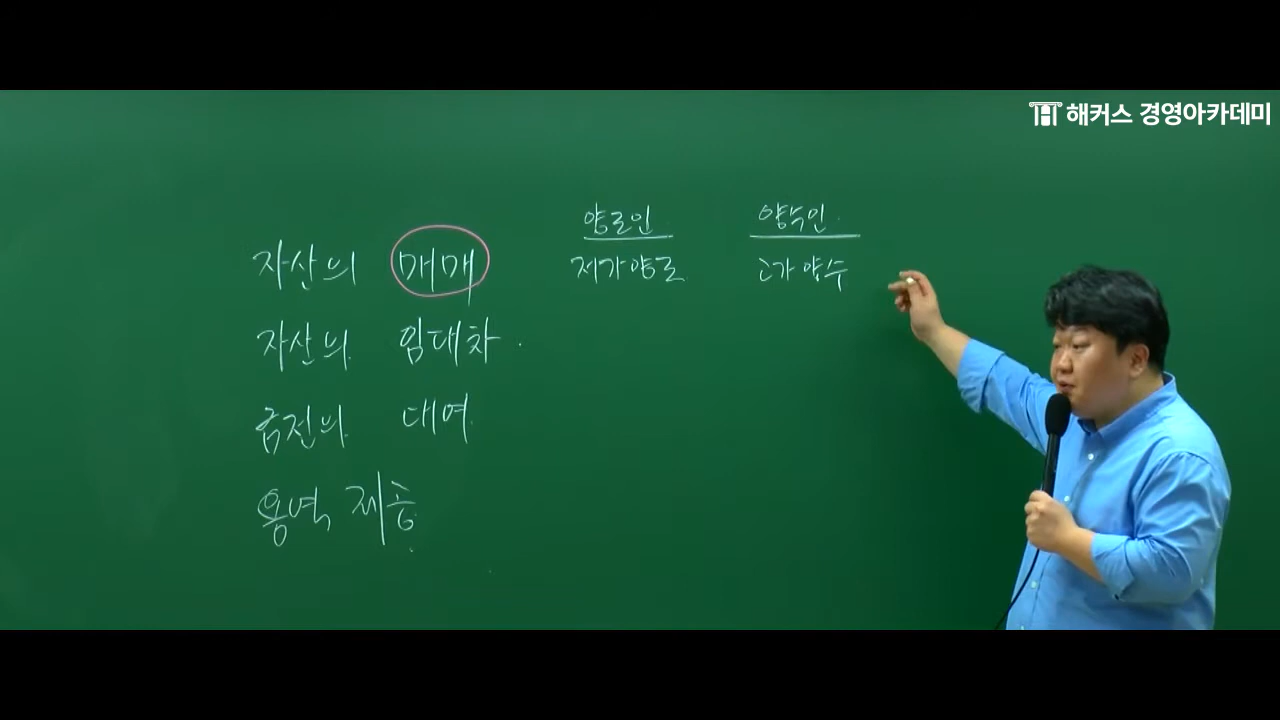 해커스 경영아카데미
양도인 양수인
자산의 매매 저가양도 고가양수
자산의 임대차
금전의 대여
용역 제공